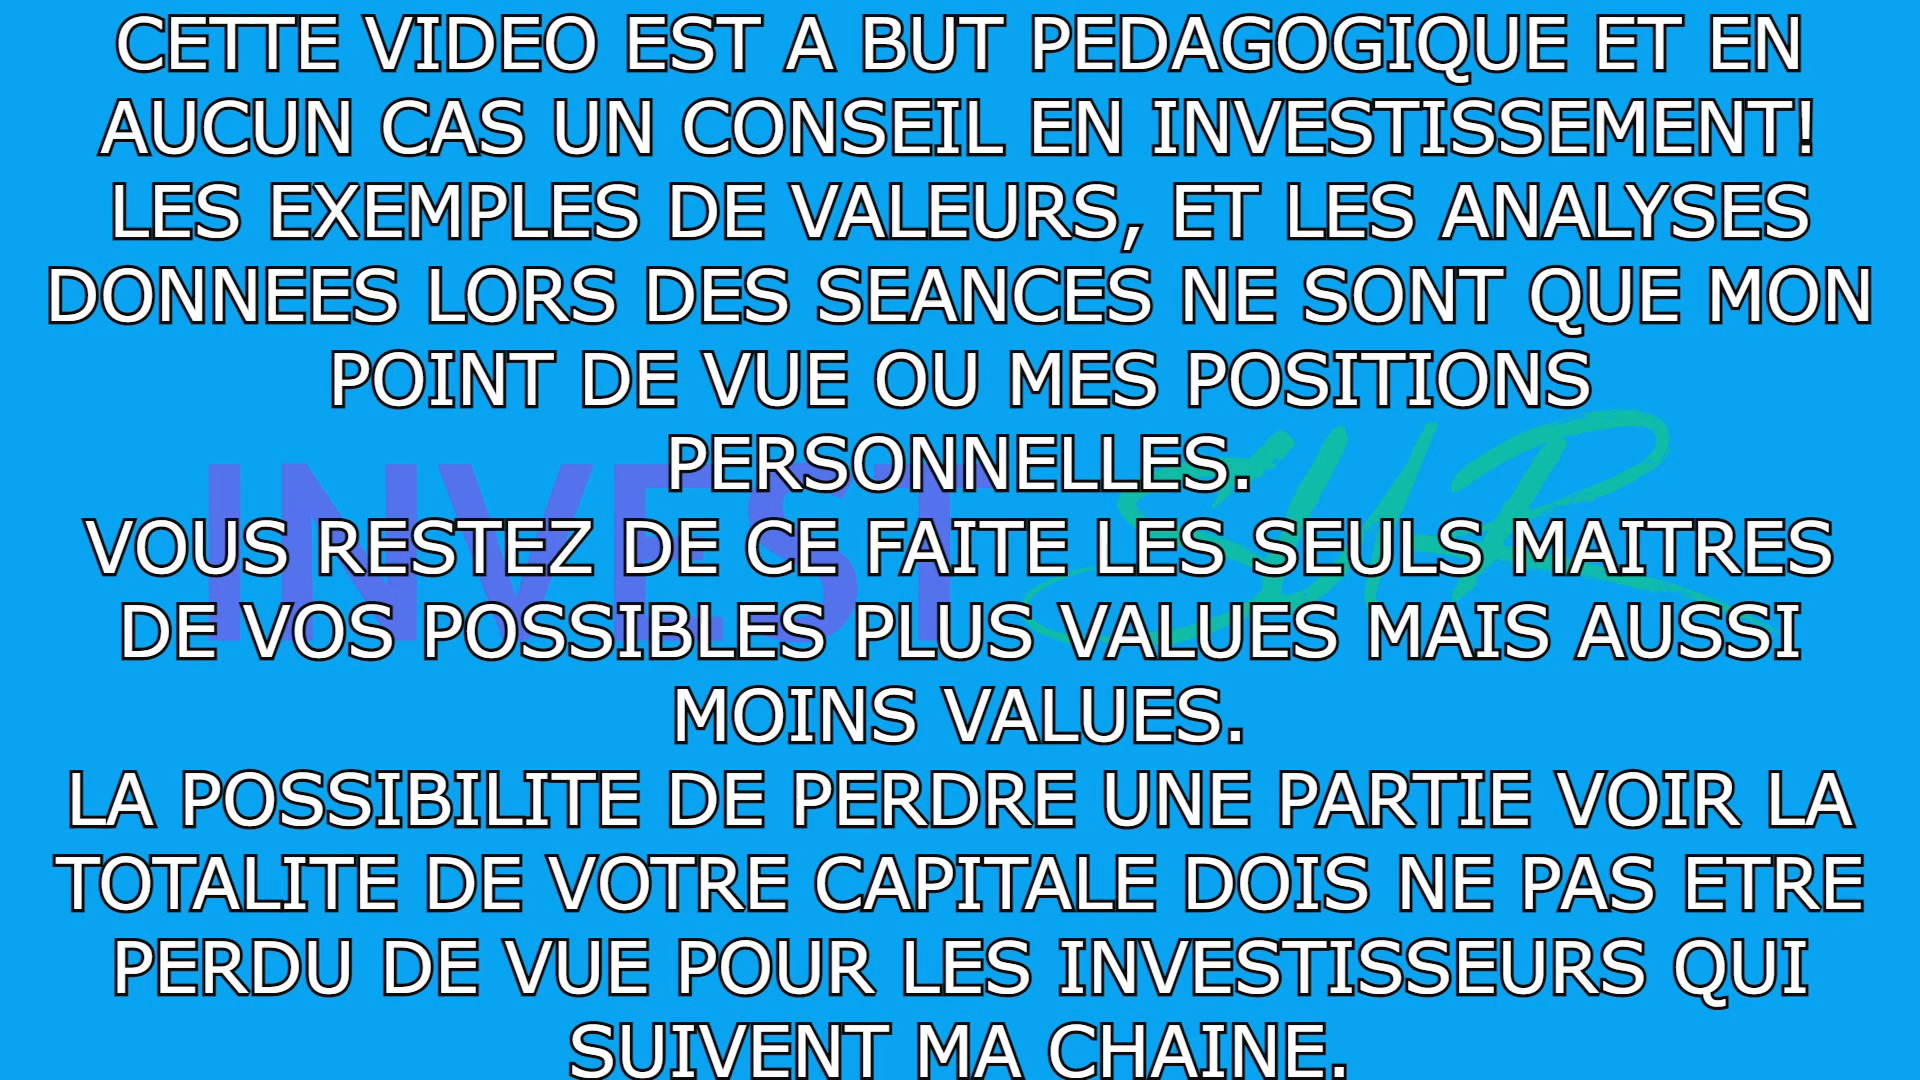 CETTE VIDEO EST A BUT PEDAGOGIQUE ET EN
AUCUN CAS UN CONSEIL EN INVESTISSEMENT!
LES EXEMPLES DE VALEURS, ET LES ANALYSES
DONNEES LORS DES SEANCES NE SONT QUE MON
POINT DE VUE OU MES POSITIONS
PERSONNELLES.
INVEST SUR
VOUS RESTEZ DE CE FAITE LES SEULS MAITRES
DE VOS POSSIBLES PLUS VALUES MAIS AUSSI
MOINS VALUES.
LA POSSIBILITE DE PERDRE UNE PARTIE VOIR LA
TOTALITE DE VOTRE CAPITALE DOIS NE PAS ETRE
PERDU DE VUE POUR LES INVESTISSEURS QUI
SUIVENT MA CHAINE.